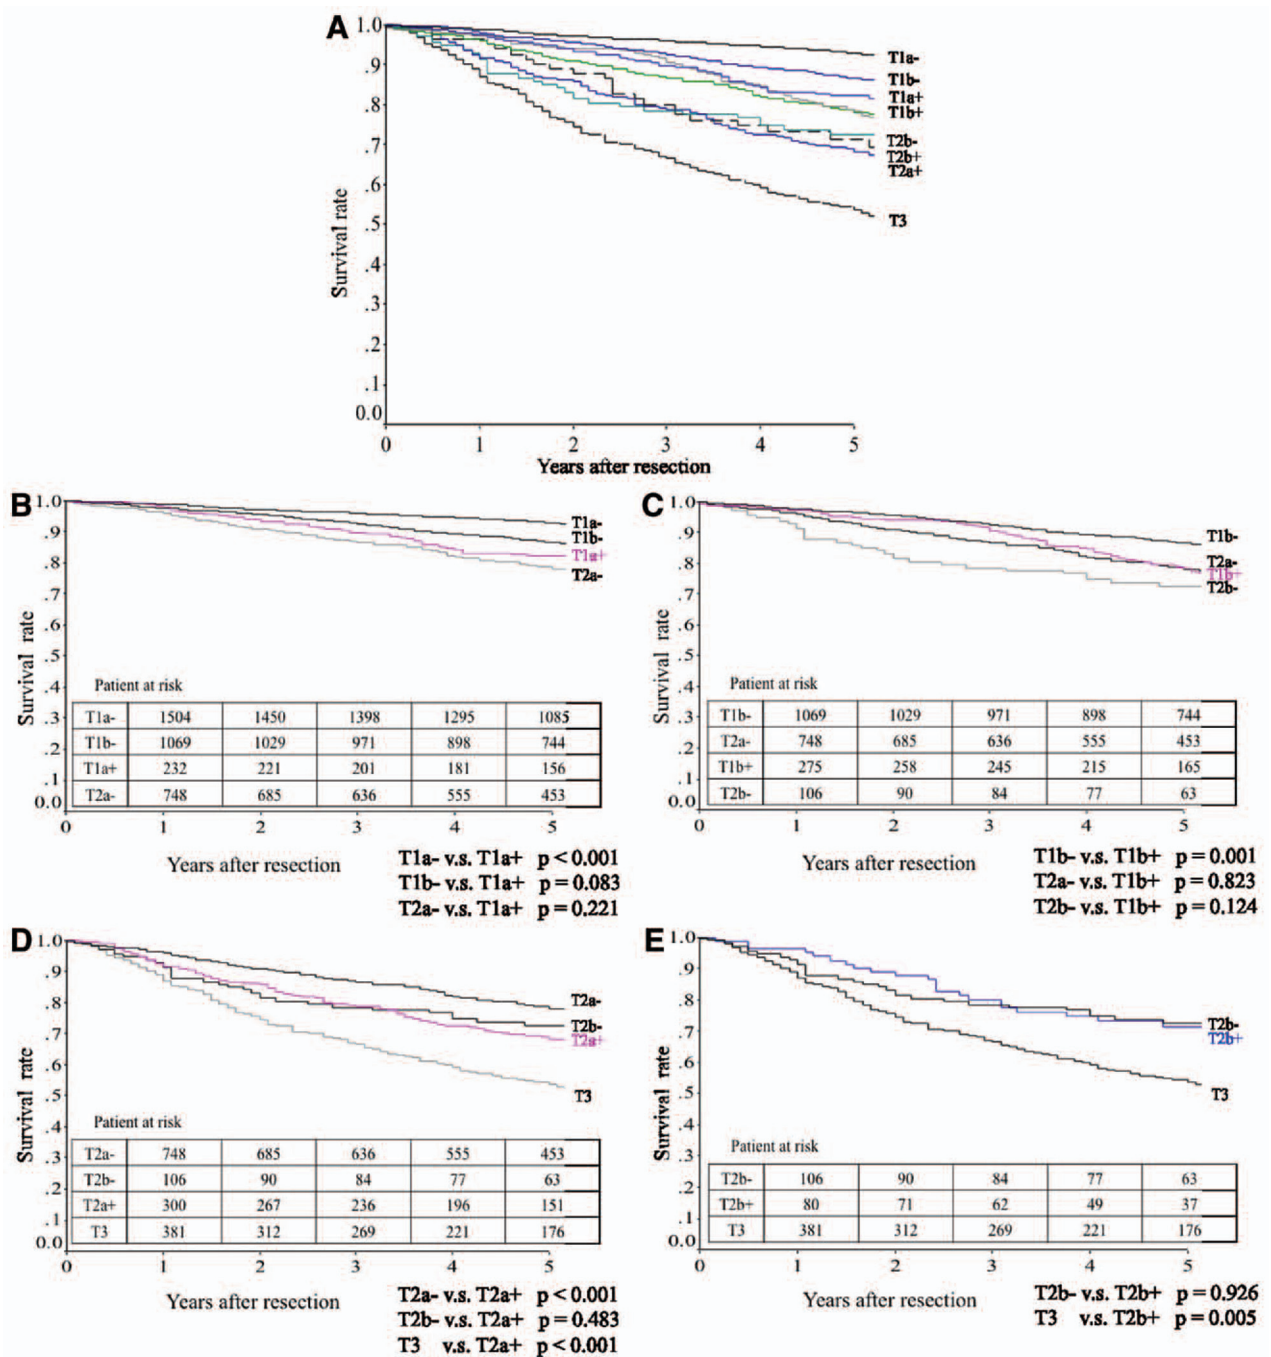 A
1.0
.9
.8
.7
.6
.5
.4
.3
.2
.1
0.0
Survival rate
T1a-
T1b-
T1a+
T1b+
T2b-
T2b+
T2a+
T3
0 1 2 3 4 5
Years after resection
B
1.0
.9
.8
.7
.6
.5
.4
.3
.2
.1
0.0
Survival rate
T1a-
T1b-
T1a+
T2a-
Patient at risk
T1a- 1504 1450 1398 1295 1085
T1b- 1069 1029 971 898 744
T1a+ 232 221 201 181 156
T2a- 748 685 636 555 453
0 1 2 3 4 5
Years after resection
T1a- v.s. T1a+ p < 0.001
T1b- v.s. T1a+ p = 0.083
T2a- v.s. T1a+ p = 0.221
C
1.0
.9
.8
.7
.6
.5
.4
.3
.2
.1
0.0
Survival rate
T1b-
T2a-
T1b+
T2b-
Patient at risk
T1b- 1069 1029 971 898 744
T2a- 748 685 636 555 453
T1b+ 275 258 245 215 165
T2b- 106 90 84 77 63
0 1 2 3 4 5
Years after resection
T1b- v.s. T1b+ p = 0.001
T2a- v.s. T1b+ p = 0.823
T2b- v.s. T1b+ p = 0.124
D
1.0
.9
.8
.7
.6
.5
.4
.3
.2
.1
0.0
Survival rate
T2a-
T2b-
T2a+
T3
Patient at risk
T2a- 748 685 636 555 453
T2b- 106 90 84 77 63
T2a+ 300 267 236 196 151
T3 381 312 269 221 176
0 1 2 3 4 5
Years after resection
T2a- v.s. T2a+ p < 0.001
T2b- v.s. T2a+ p = 0.483
T3 v.s. T2a+ p < 0.001
E
1.0
.9
.8
.7
.6
.5
.4
.3
.2
.1
0.0
Survival rate
T2b-
T2b+
T3
Patient at risk
T2b- 106 90 84 77 63
T2b+ 80 71 62 49 37
T3 381 312 269 221 176
0 1 2 3 4 5
Years after resection
T2b- v.s. T2b+ p = 0.926
T3 v.s. T2b+ p = 0.005